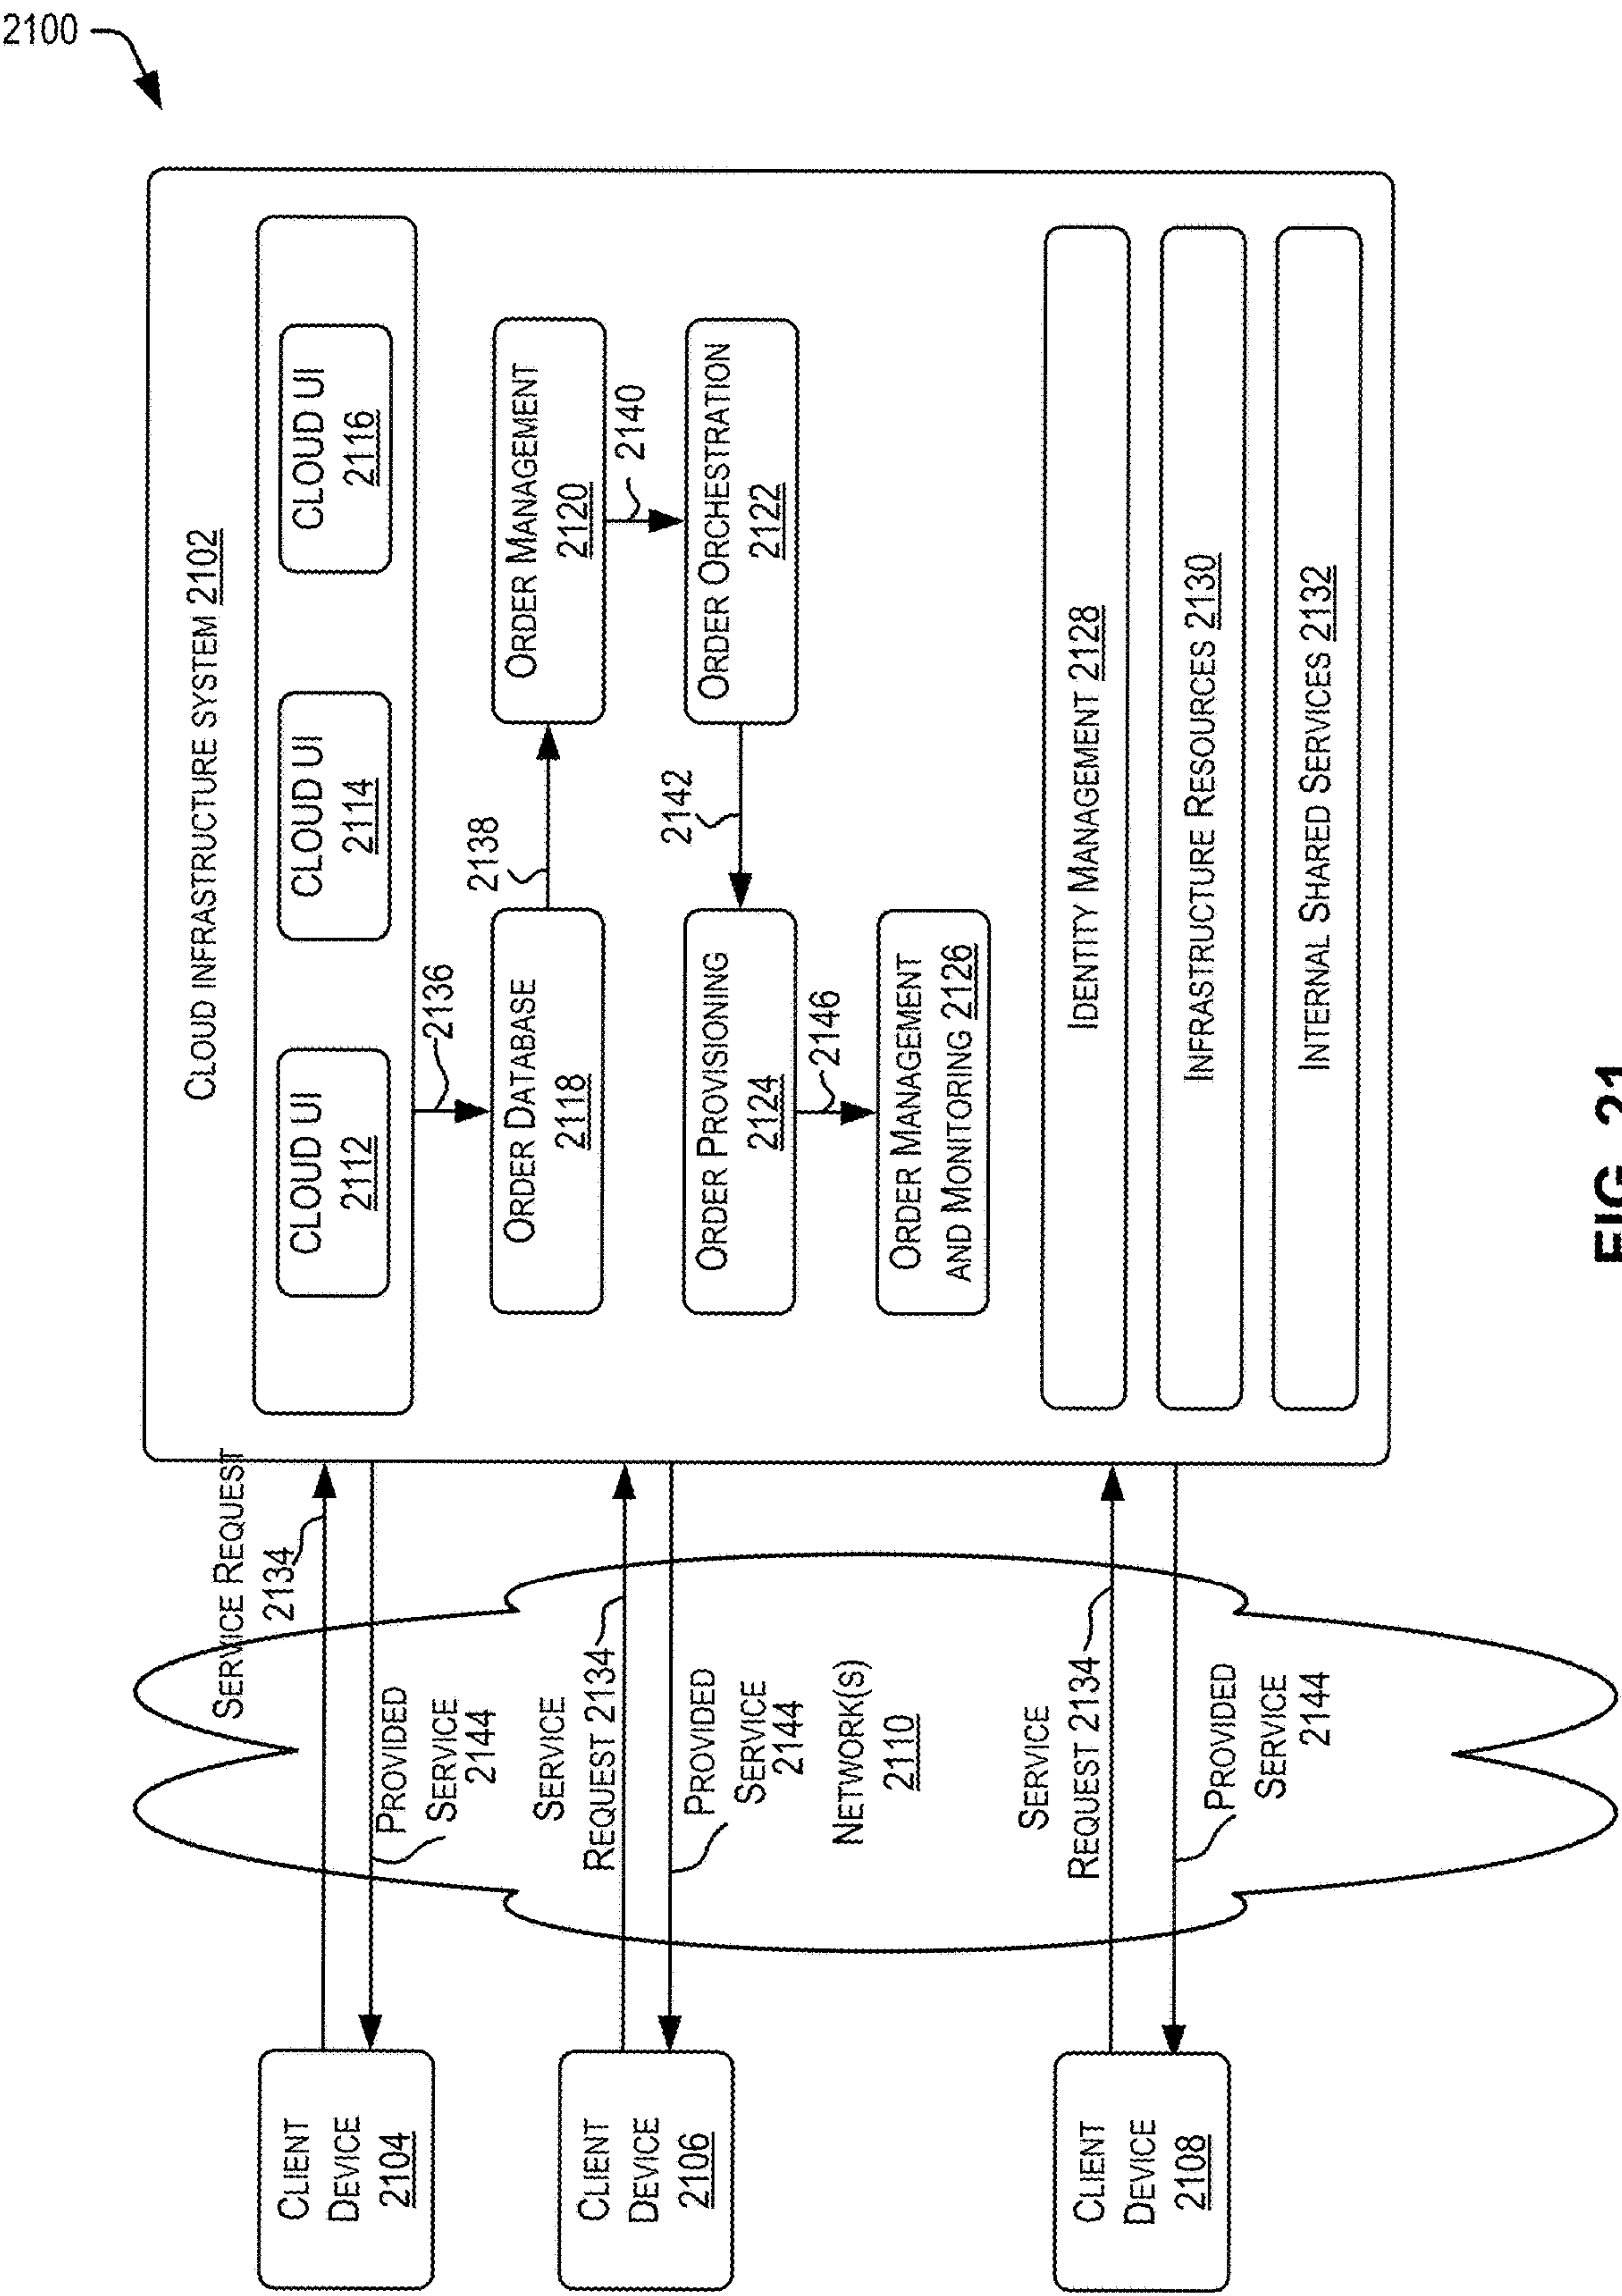 2100
CLOUD INFRASTRUCTURE SYSTEM 2102
CLOUD UI
2112
CLOUD UI
2114
CLOUD UI
2116
2136
ORDER DATABASE
2118
2138
ORDER MANAGEMENT
2120
2140
ORDER PROVISIONING
2124
2142
ORDER ORCHESTRATION
2122
2146
ORDER MANAGEMENT
AND MONITORING 2126
IDENTITY MANAGEMENT 2128
INFRASTRUCTURE RESOURCES 2130
INTERNAL SHARED SERVICES 2132
SERVICE REQUEST
2134
PROVIDED
SERVICE
2144
SERVICE
REQUEST 2134
PROVIDED
SERVICE
2144
NETWORK(S)
2110
SERVICE
REQUEST 2134
PROVIDED
SERVICE
2144
CLIENT
DEVICE
2104
CLIENT
DEVICE
2106
CLIENT
DEVICE
2108
FIG. 21